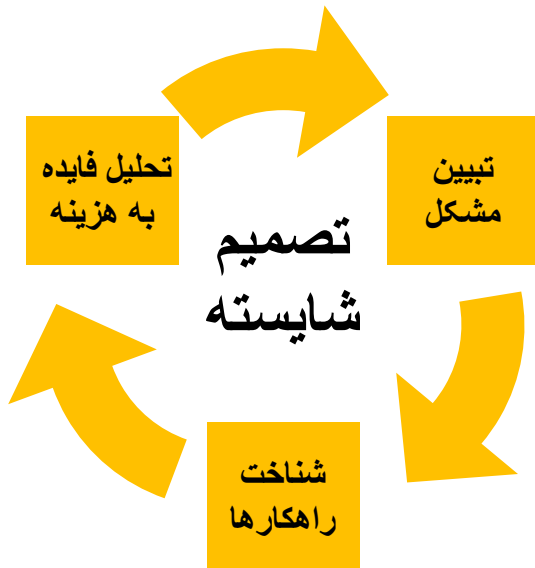 تبیین
مشکل
شناخت
راهکارها
تحلیل فایده
به هزینه
تصمیم
شایسته